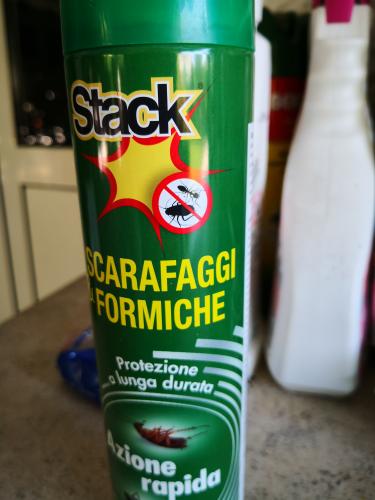 Stack
SCARAFAGGI
FORMICHE
Protezione
a lunga durata
Azione
rapida